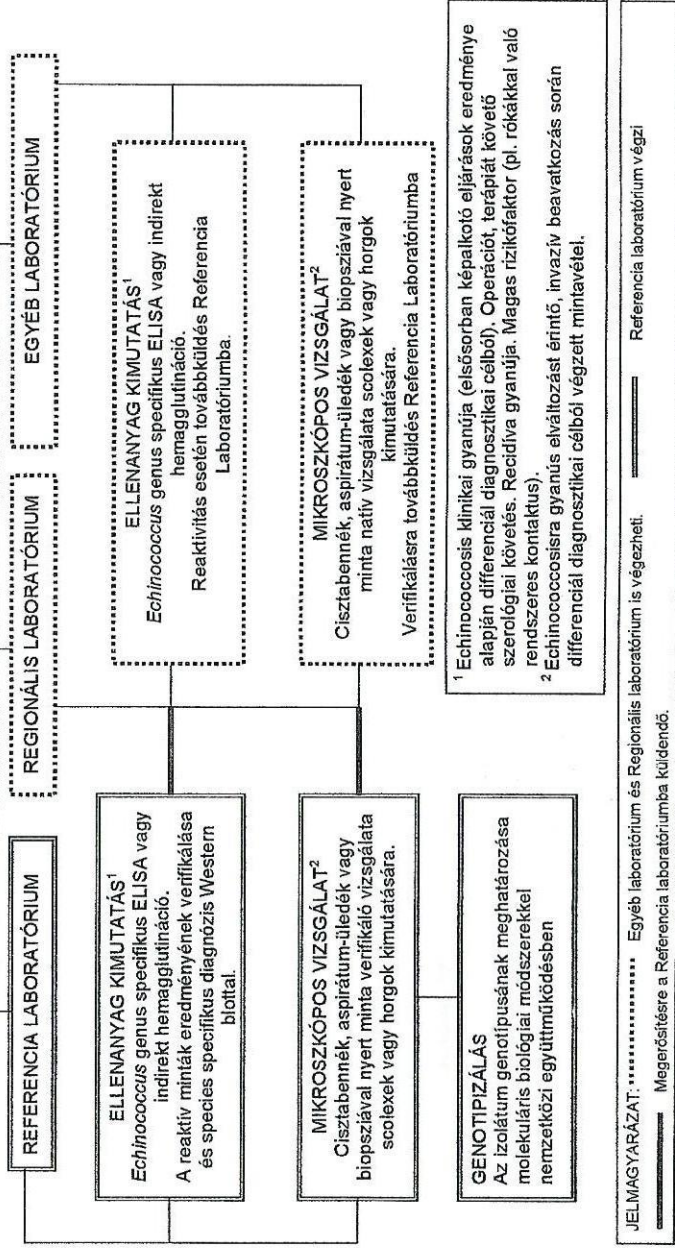 REFERENCIA LABORATÓRIUM
REGIONÁLIS LABORATÓRIUM
EGYÉB LABORATÓRIUM
ELLENANYAG KIMUTATÁS¹
Echinococcus genus specifikus ELISA vagy
indirekt hemagglutináció.
A reaktív minták eredményének verifikálása
és species specifikus diagnózis Western
blottal.
ELLENANYAG KIMUTATÁS¹
Echinococcus genus specifikus ELISA vagy indirekt
hemagglutináció.
Reaktivitás esetén továbbküldés Referencia
Laboratóriumba.
MIKROSZKÓPOS VIZSGÁLAT²
Cisztabennék, aspirátum-üledék vagy
biopsziával nyert minta verifikáló vizsgálata
scolexek vagy horgok kimutatására.
MIKROSZKÓPOS VIZSGÁLAT²
Cisztabennék, aspirátum-üledék vagy biopsziával nyert
minta natív vizsgálata scolexek vagy horgok
kimutatására.
Verifikálásra továbbküldés Referencia Laboratóriumba
GENOTIPIZÁLÁS
Az izolátum genotípusának meghatározása
molekuláris biológiai módszerekkel
nemzetközi együttműködésben
¹ Echinococcosis klinikai gyanúja (elsősorban képalkotó eljárások eredménye
alapján differenciál diagnosztikai célból). Operációt, terápiát követő
szerológiai követés. Recidíva gyanúja. Magas rizikófaktor (pl. rókákkal való
rendszeres kontaktus).
² Echinococcosisra gyanús elváltozást érintő, invazív beavatkozás során
differenciál diagnosztikai célból végzett mintavétel.
JELMAGYARÁZAT: Egyéb laboratórium és Regionális laboratórium is végezheti. Referencia laboratórium végzi
Megerősítésre a Referencia laboratóriumba küldendő.